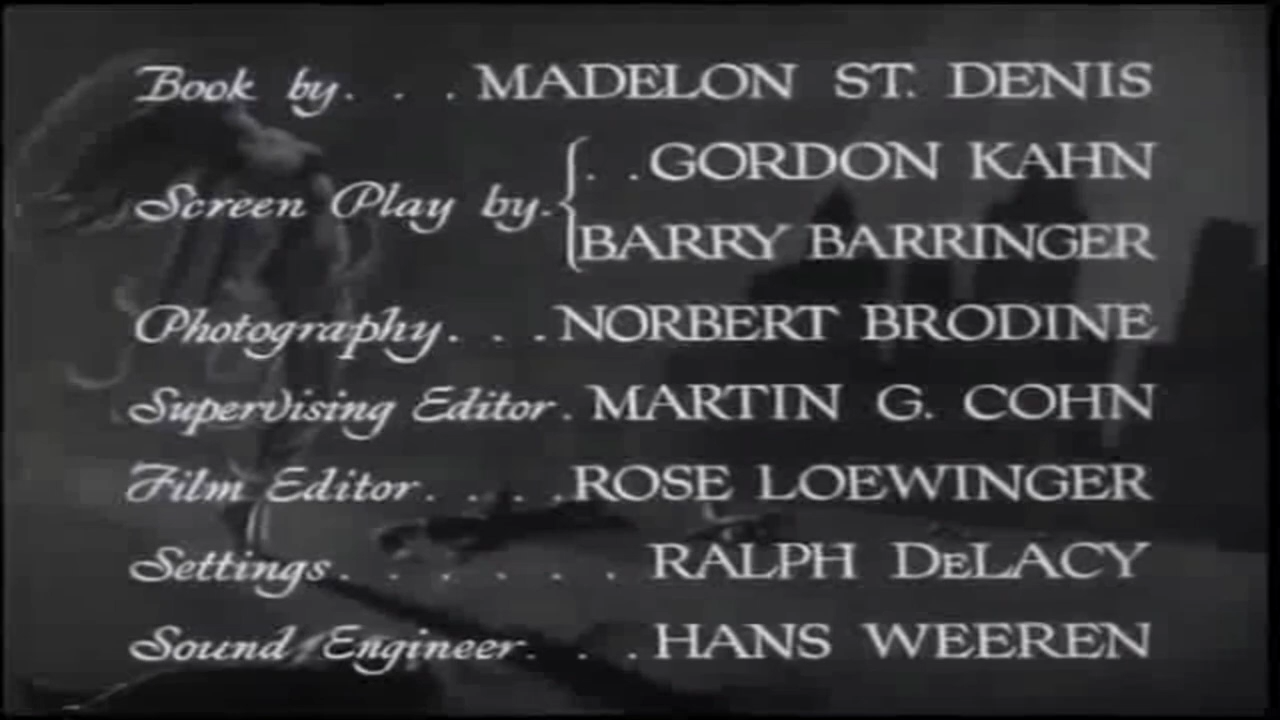 Book by. . . MADELON ST. DENIS
Screen Play by. { . . GORDON KAHN
BARRY BARRINGER
Photography. . . . NORBERT BRODINE
Supervising Editor . MARTIN G. COHN
Film Editor. . . . . ROSE LOEWINGER
Settings. . . . . . . RALPH DeLACY
Sound Engineer. . . . HANS WEEREN